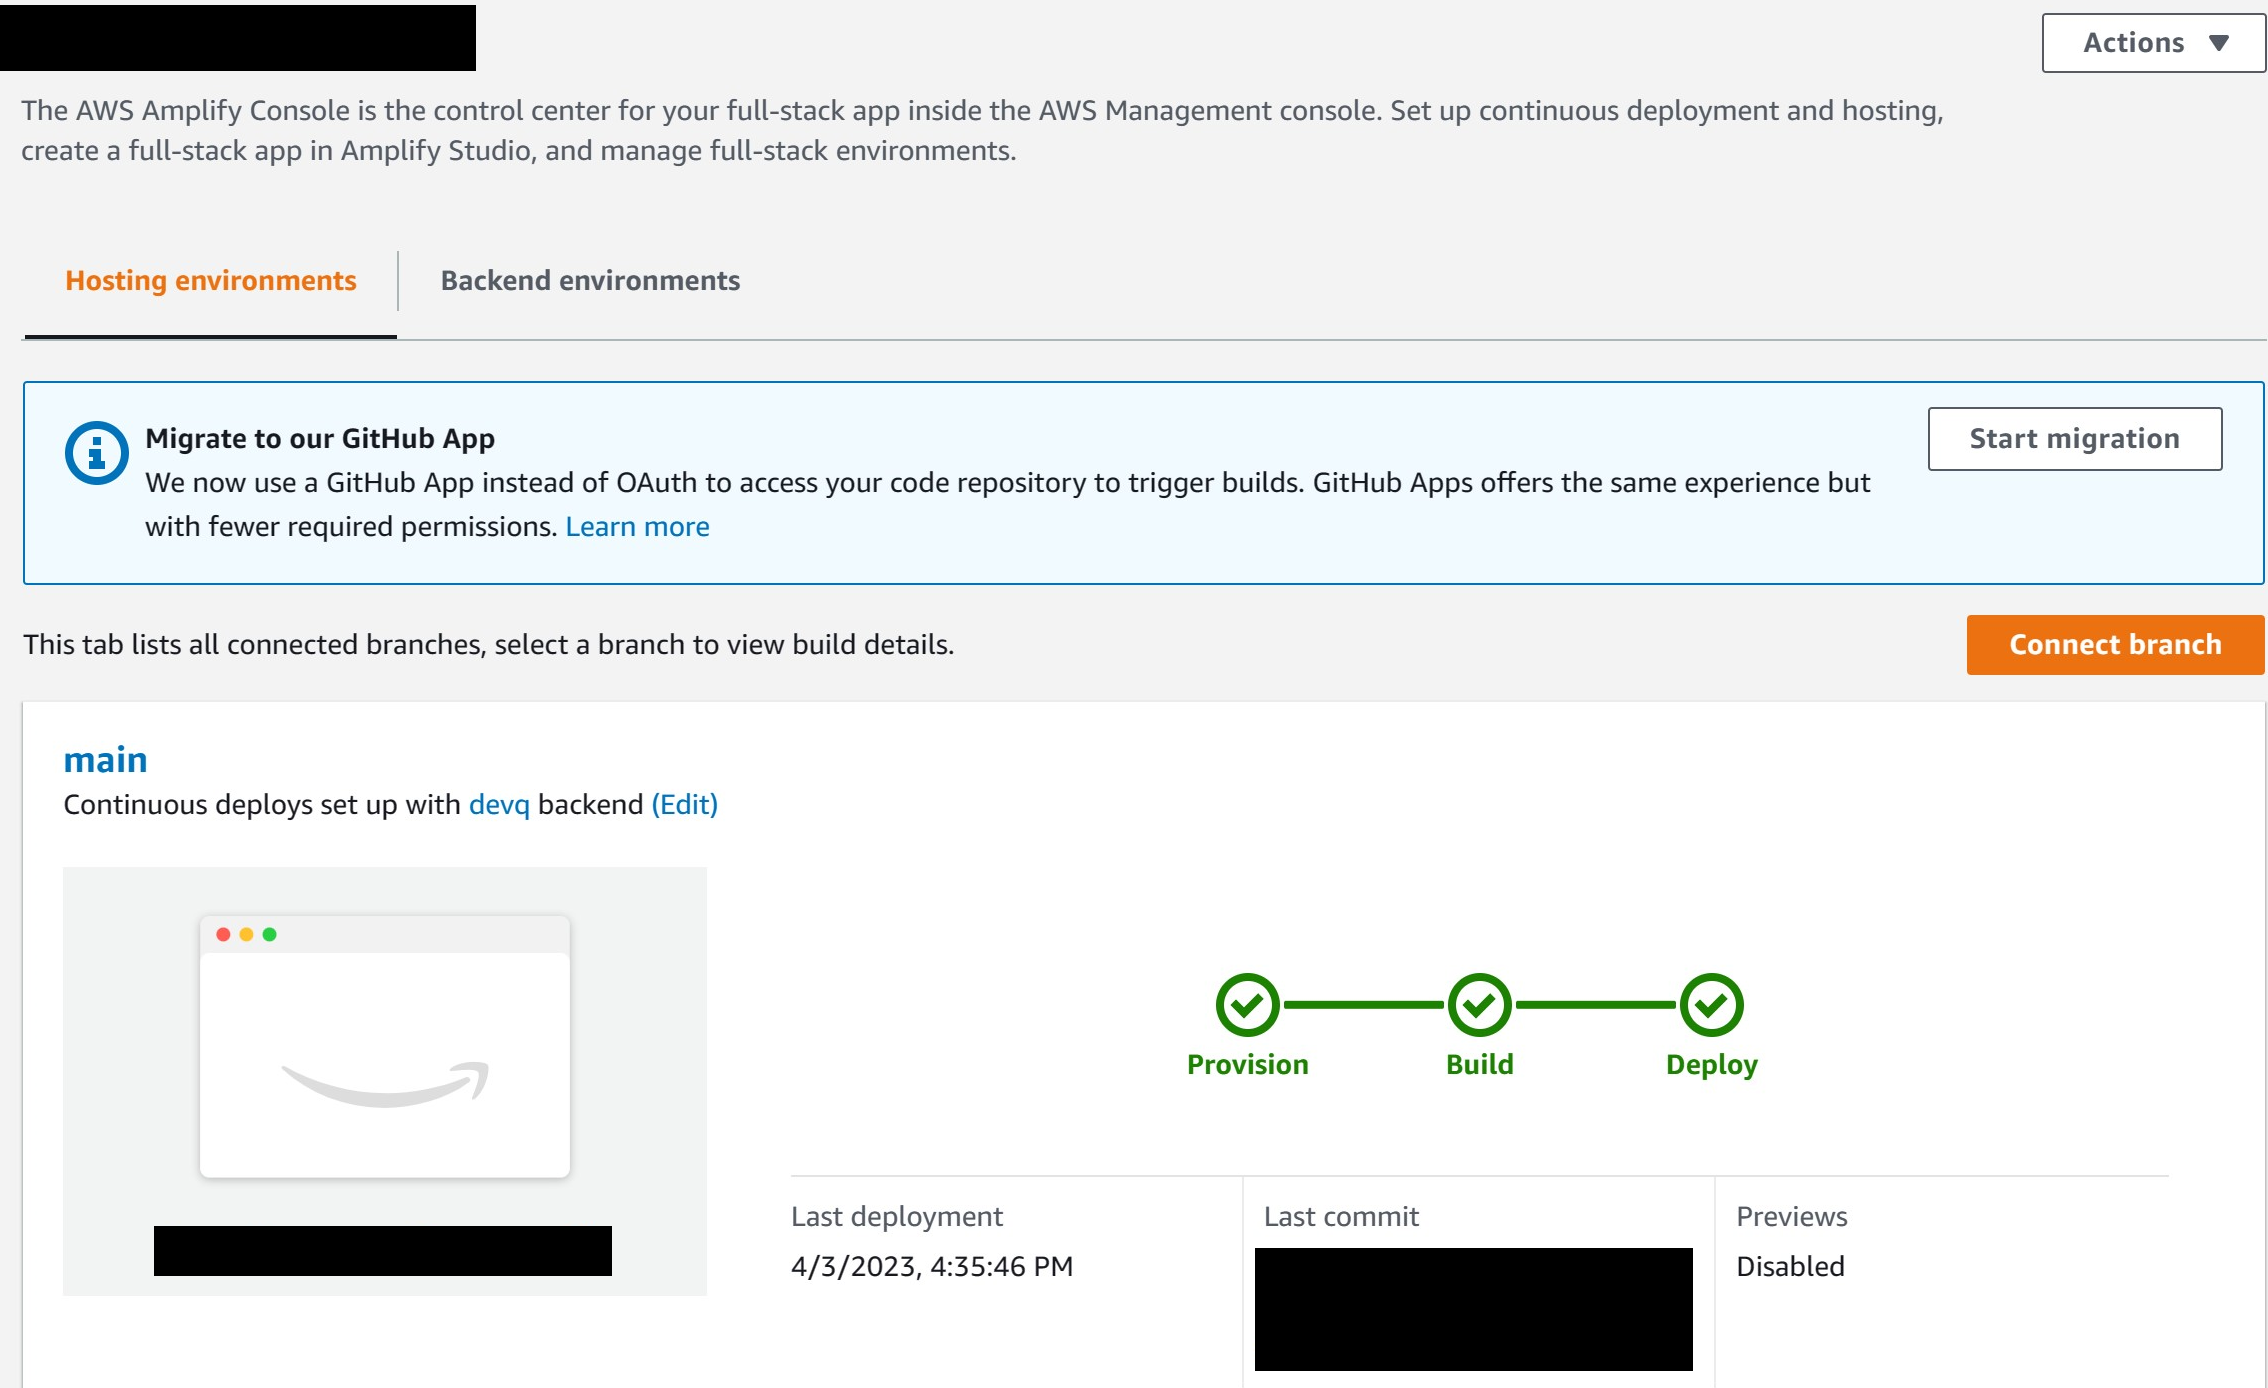 Actions
The AWS Amplify Console is the control center for your full-stack app inside the AWS Management console. Set up continuous deployment and hosting,
create a full-stack app in Amplify Studio, and manage full-stack environments.
Hosting environments
Backend environments
Migrate to our GitHub App
Start migration
We now use a GitHub App instead of OAuth to access your code repository to trigger builds. GitHub Apps offers the same experience but
with fewer required permissions. Learn more
This tab lists all connected branches, select a branch to view build details.
Connect branch
main
Continuous deploys set up with devq backend (Edit)
Provision
Build
Deploy
Last deployment
4/3/2023, 4:35:46 PM
Last commit
Previews
Disabled